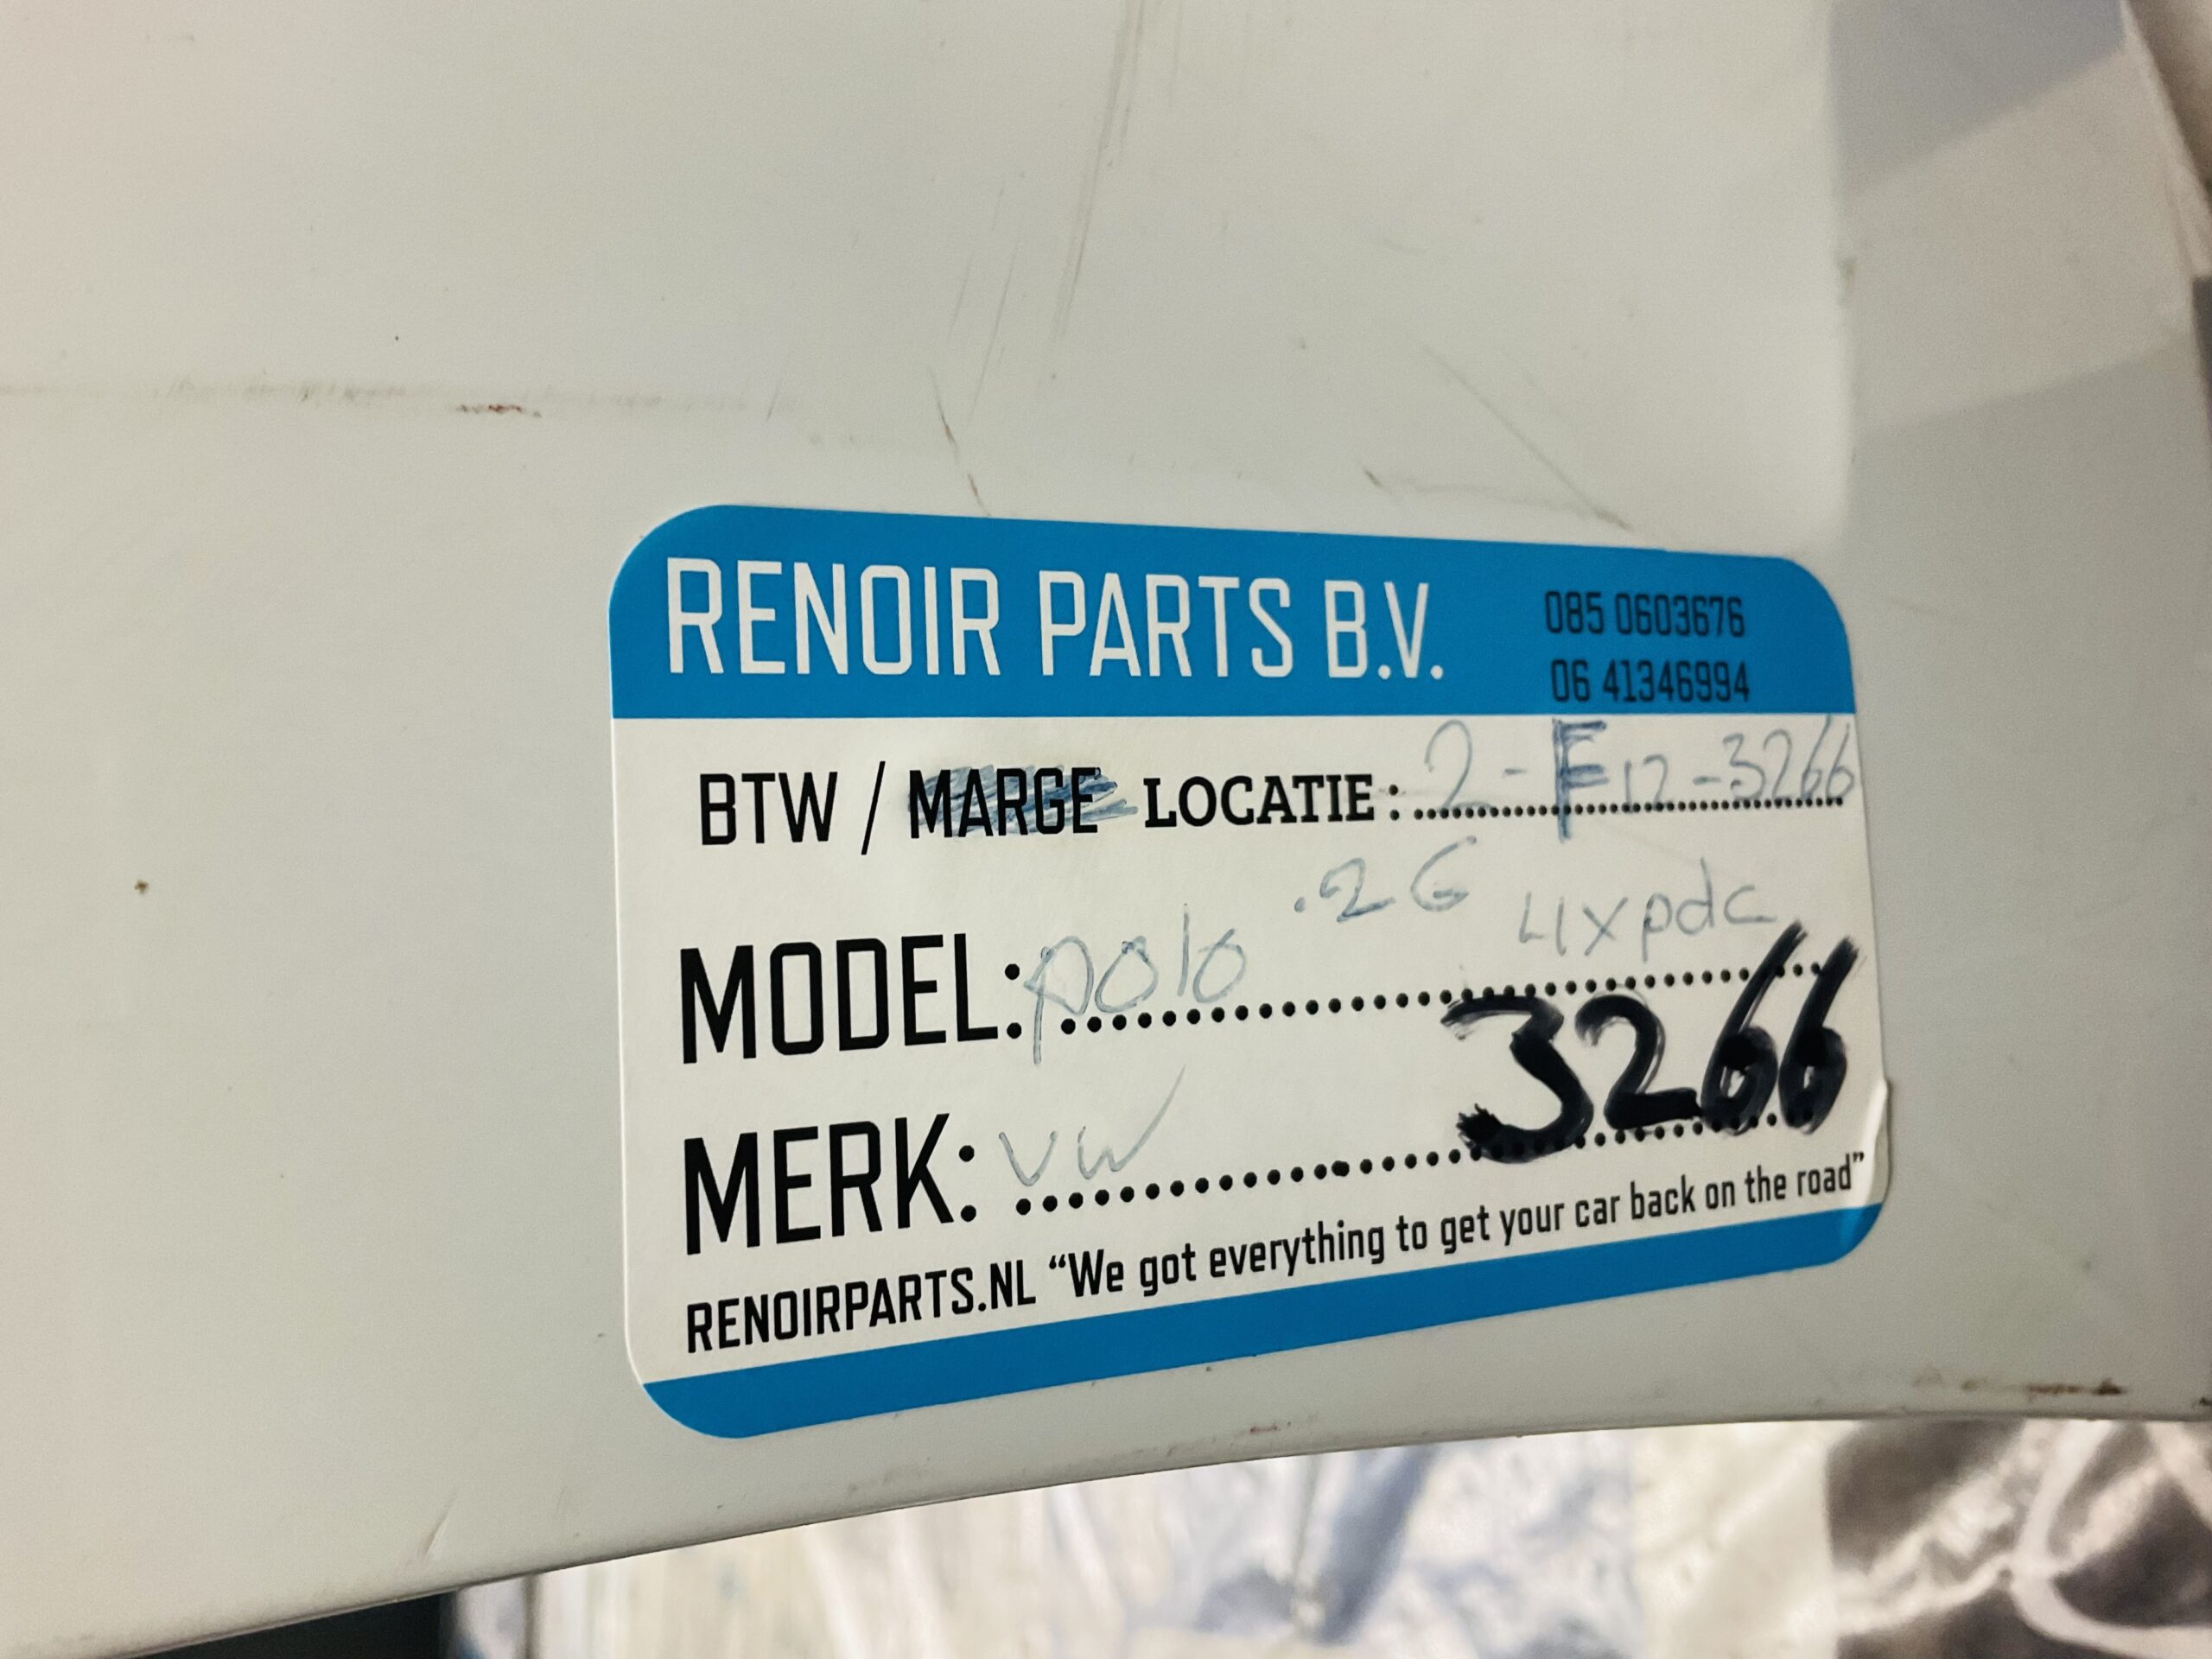 RENOIR PARTS B.V.
085 0603676
06 41346994
BTW / MARGE LOCATIE: 2-F12-3266
MODEL: polo .2G 4xpdc
3266
MERK: VW
RENOIRPARTS.NL “We got everything to get your car back on the road”